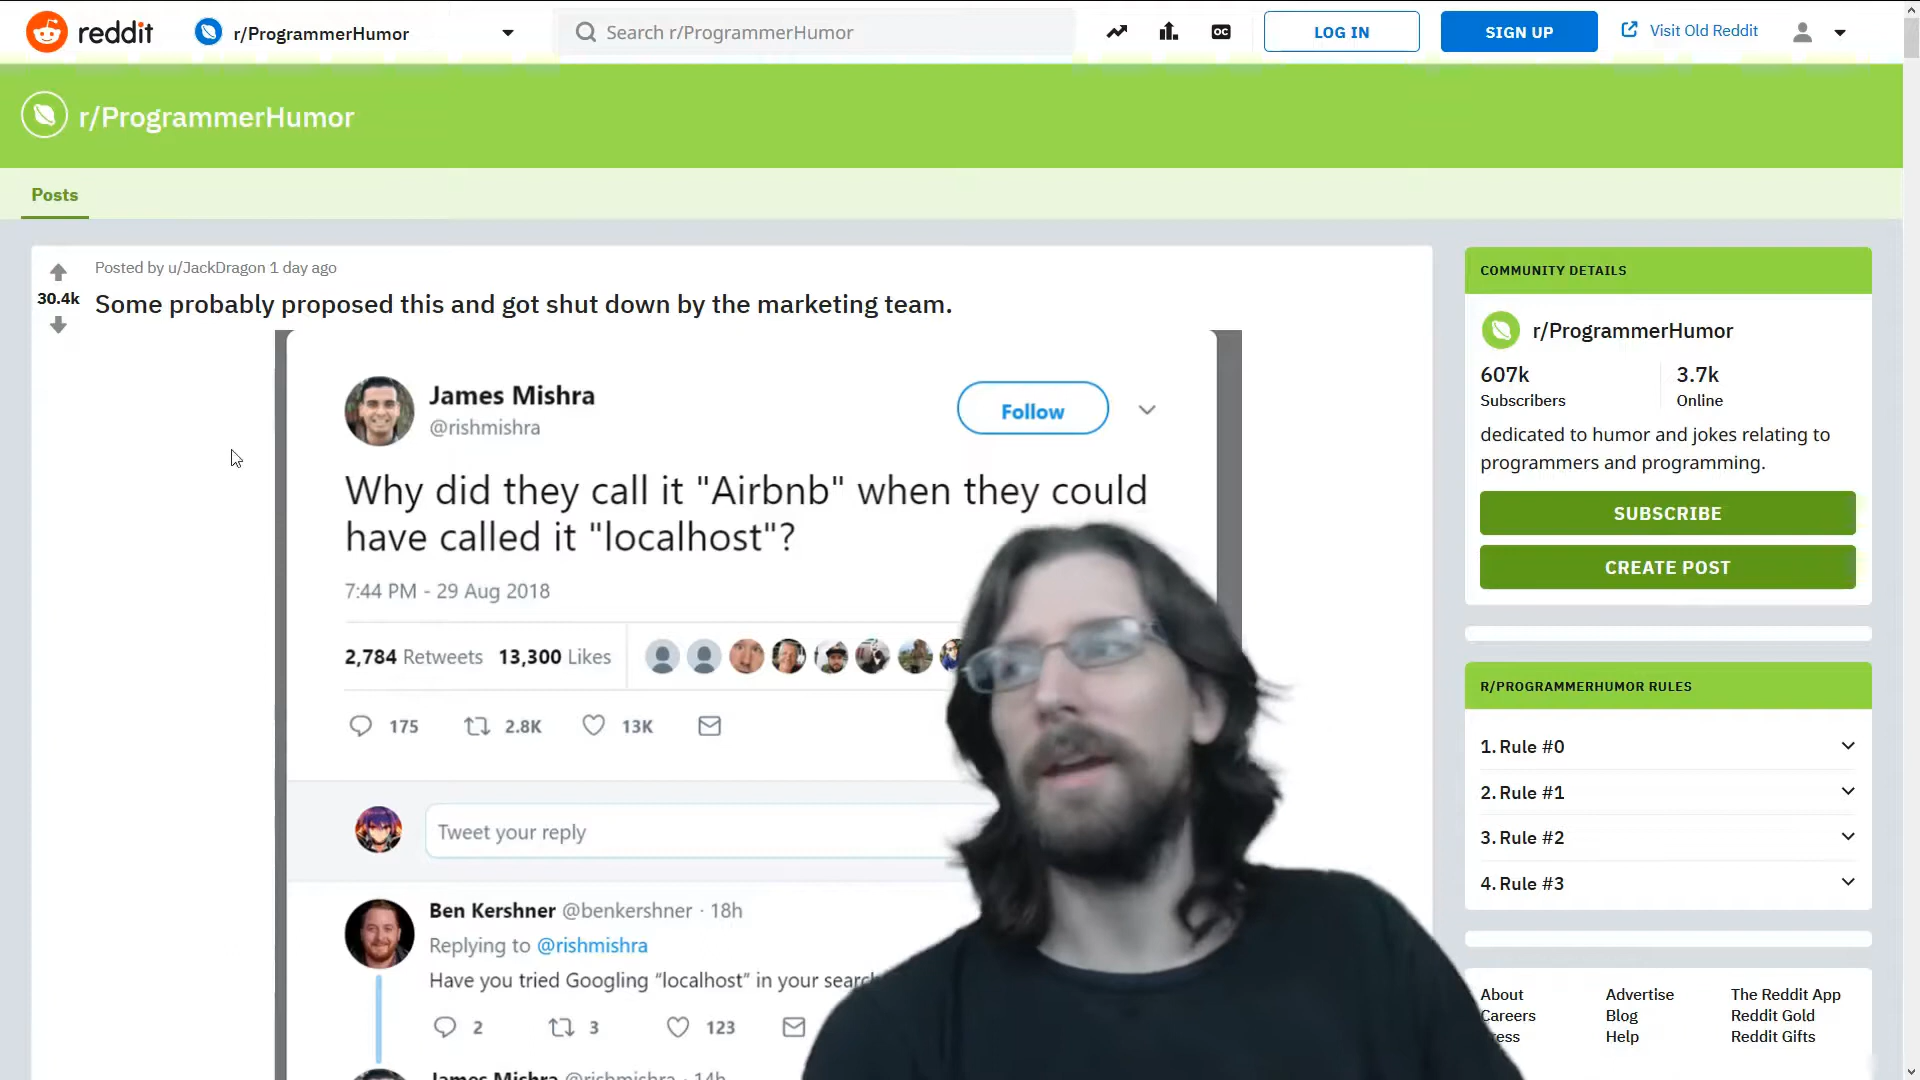 reddit
r/ProgrammerHumor
Search r/ProgrammerHumor
LOG IN
SIGN UP
Visit Old Reddit
r/ProgrammerHumor
Posts
Posted by u/JackDragon 1 day ago
30.4k
Some probably proposed this and got shut down by the marketing team.
James Mishra
@rishmishra
Follow
Why did they call it "Airbnb" when they could
have called it "localhost"?
7:44 PM - 29 Aug 2018
2,784 Retweets 13,300 Likes
175 2.8K 13K
Tweet your reply
Ben Kershner @benkershner · 18h
Replying to @rishmishra
Have you tried Googling “localhost” in your
2 3 123
James Mishra @rishmishra · 14h
COMMUNITY DETAILS
r/ProgrammerHumor
607k
Subscribers
3.7k
Online
dedicated to humor and jokes relating to
programmers and programming.
SUBSCRIBE
CREATE POST
R/PROGRAMMERHUMOR RULES
1. Rule #0
2. Rule #1
3. Rule #2
4. Rule #3
About
Careers
Advertise
Blog
Help
The Reddit App
Reddit Gold
Reddit Gifts